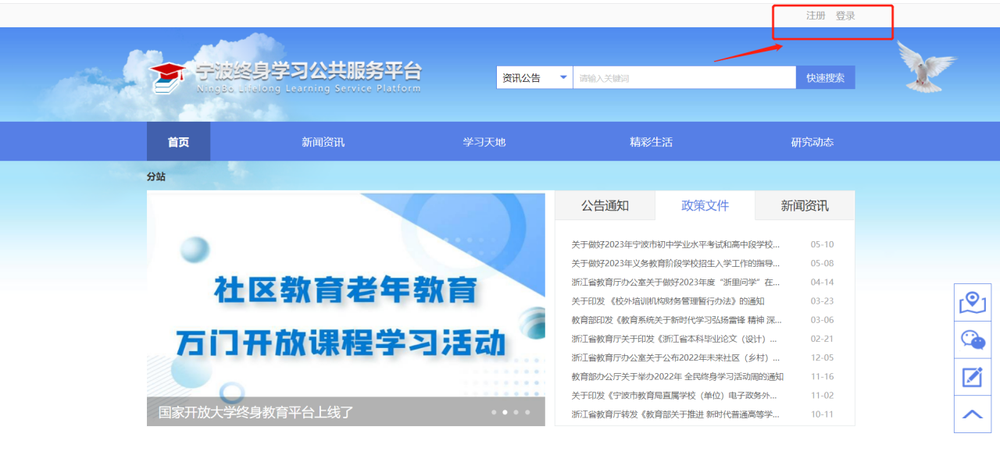 注册 登录
宁波终身学习公共服务平台
NingBo Lifelong Learning Service Platform
资讯公告 请输入关键词 快速搜索
首页 新闻资讯 学习天地 精彩生活 研究动态
分站
社区教育老年教育
万门开放课程学习活动
国家开放大学终身教育平台上线了
公告通知 政策文件 新闻资讯
关于做好2023年宁波市初中学业水平考试和高中段学校... 05-10
关于做好2023年义务教育阶段学校招生入学工作的指导... 05-08
浙江省教育厅办公室关于做好2023年度“浙里问学”在... 04-14
关于印发《校外培训机构财务管理暂行办法》的通知 03-23
教育部印发《教育系统关于新时代学习弘扬雷锋 精神 深... 03-06
浙江省教育厅关于印发《浙江省本科毕业论文（设计）... 02-21
浙江省教育厅办公室关于公布2022年未来社区（乡村）... 12-05
教育部办公厅关于举办2022年 全民终身学习活动周的通知 11-16
关于印发《宁波市教育局直属学校（单位）电子政务外... 11-02
浙江省教育厅转发《教育部关于推进 新时代普通高等学... 10-11